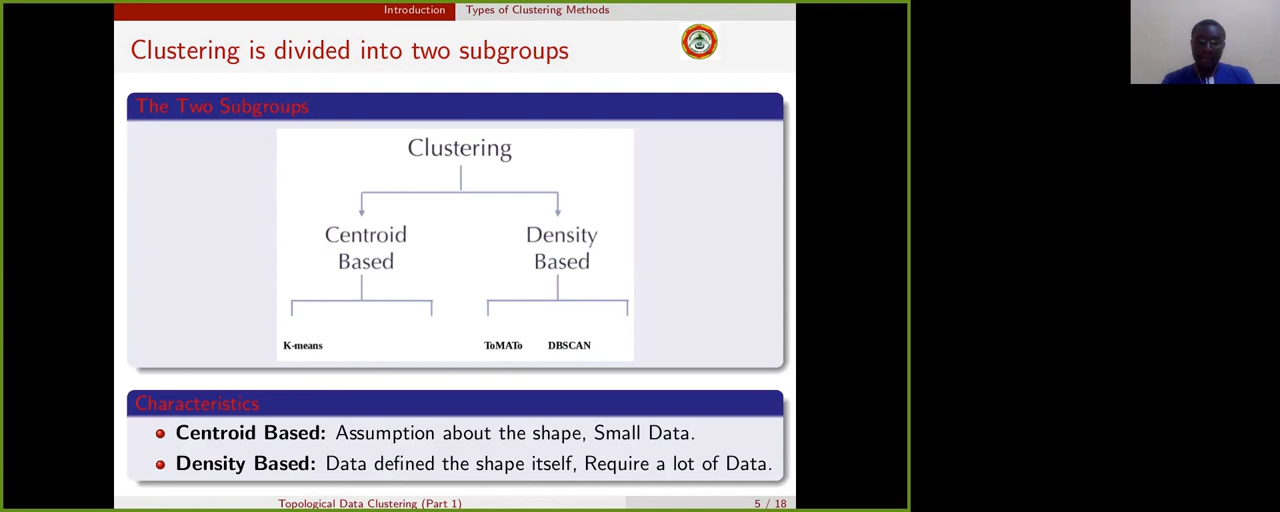 Introduction Types of Clustering Methods
Clustering is divided into two subgroups
The Two Subgroups
Clustering
Centroid Based
Density Based
K-means
ToMATo
DBSCAN
Characteristics
Centroid Based: Assumption about the shape, Small Data.
Density Based: Data defined the shape itself, Require a lot of Data.
Topological Data Clustering (Part 1) 5 / 18